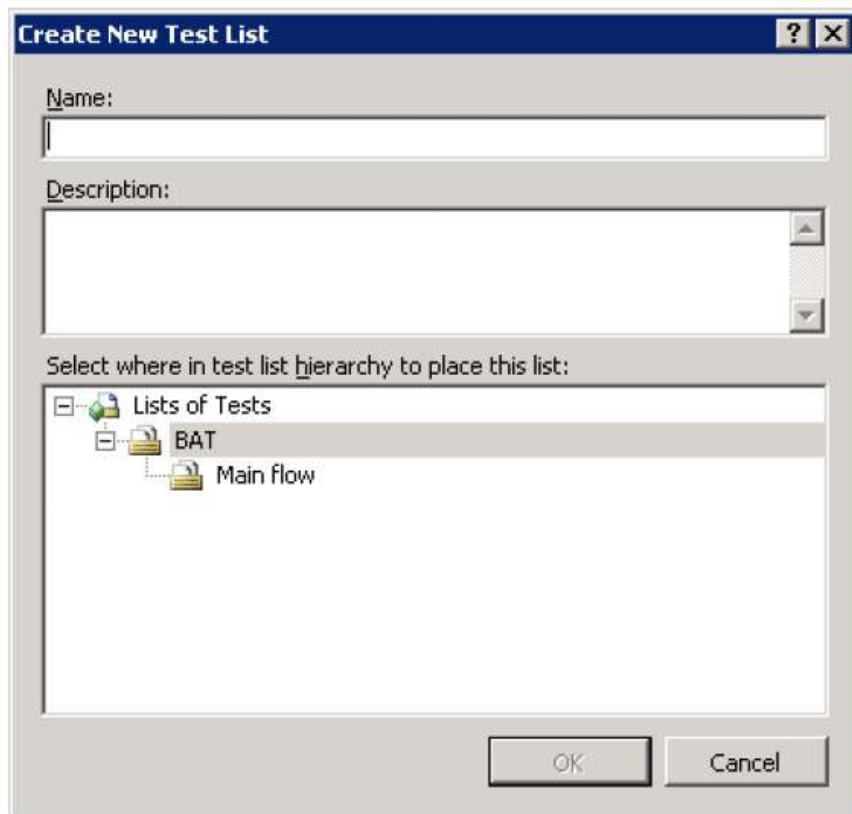 Create New Test List
Name:
Description:
Select where in test list hierarchy to place this list:
Lists of Tests
BAT
Main flow
OK Cancel